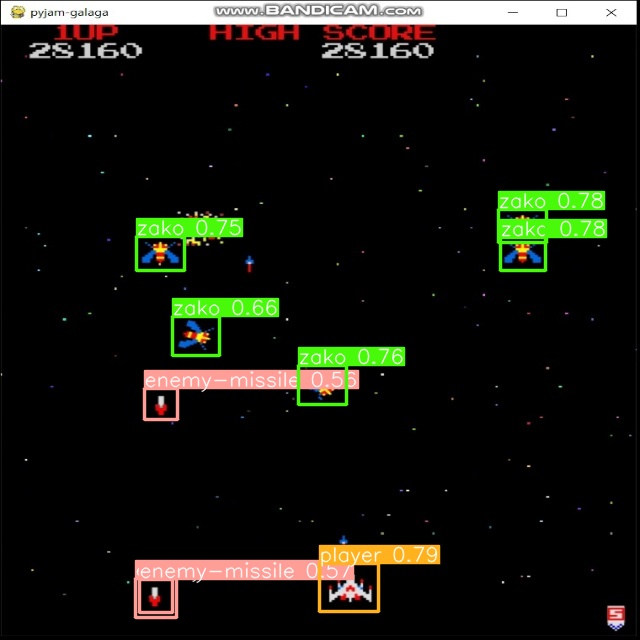 pyjam-galaga
www.BANDICAM.com
1UP HIGH SCORE
28160 28160
zako 0.78
zako 0.75
zako 0.78
zako 0.66
zako 0.76
enemy-missile 0.56
player 0.79
enemy-missile 0.57
5